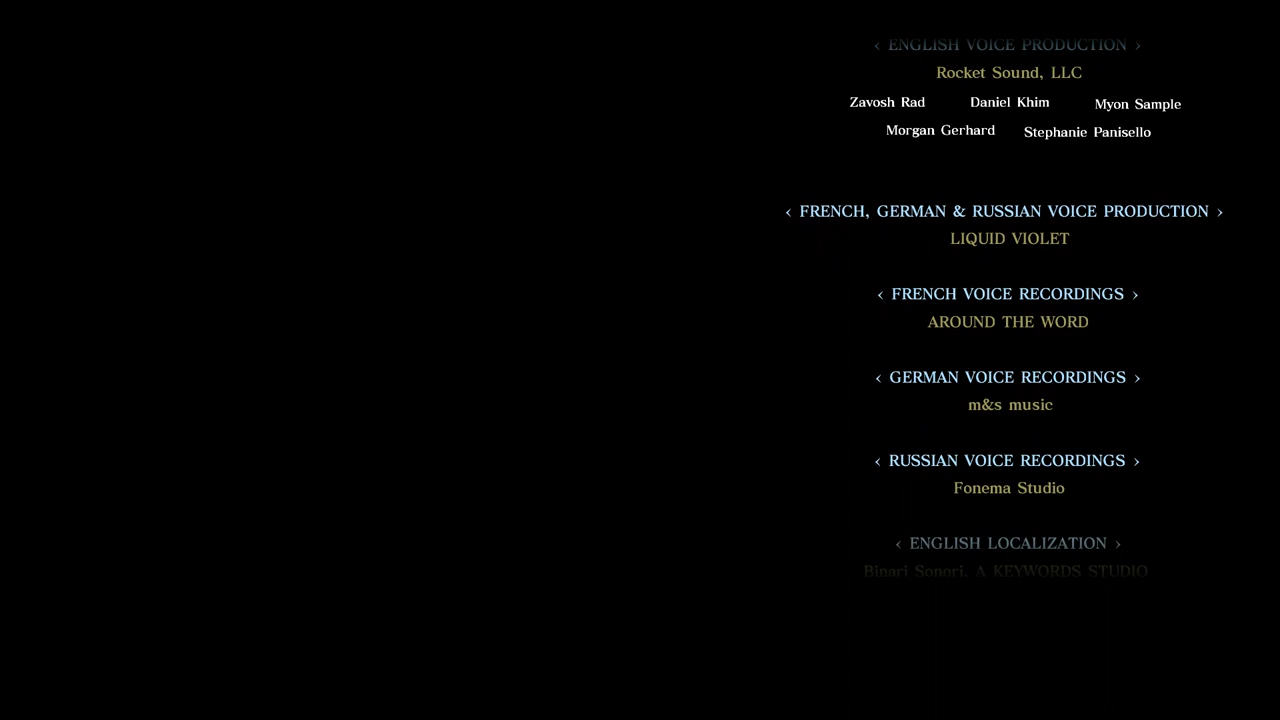 ‹ ENGLISH VOICE PRODUCTION ›
Rocket Sound, LLC
Zavosh Rad Daniel Khim Myon Sample
Morgan Gerhard Stephanie Panisello
‹ FRENCH, GERMAN & RUSSIAN VOICE PRODUCTION ›
LIQUID VIOLET
‹ FRENCH VOICE RECORDINGS ›
AROUND THE WORD
‹ GERMAN VOICE RECORDINGS ›
m&s music
‹ RUSSIAN VOICE RECORDINGS ›
Fonema Studio
‹ ENGLISH LOCALIZATION ›
Binari Sonori, A KEYWORDS STUDIO